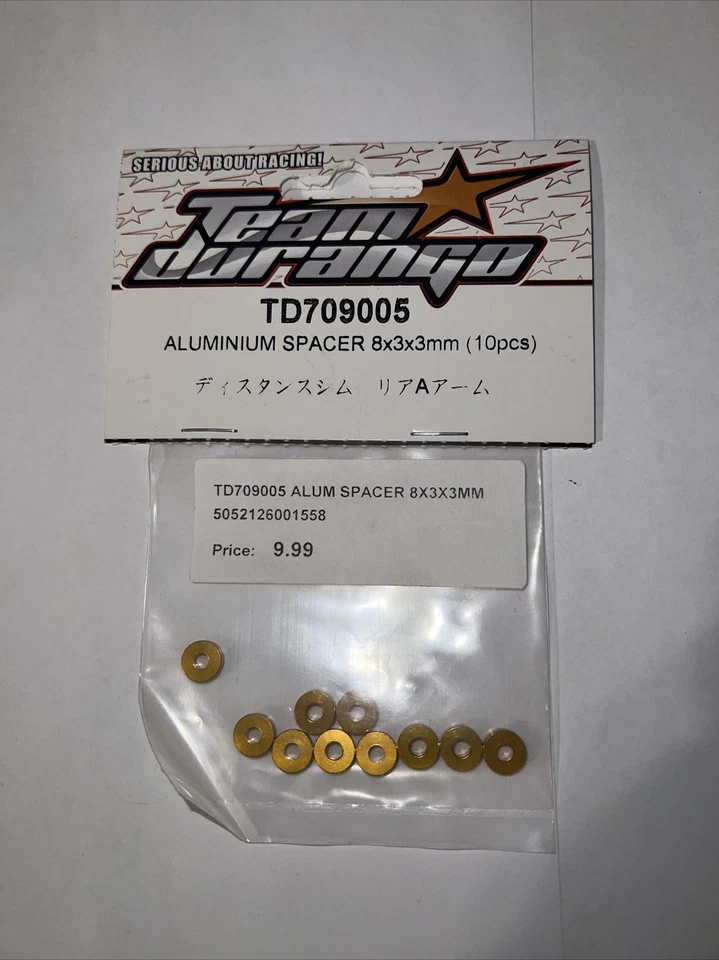 SERIOUS ABOUT RACING!
Team
durango
TD709005
ALUMINIUM SPACER 8x3x3mm (10pcs)
ディスタンスシム リアAアーム
TD709005 ALUM SPACER 8X3X3MM
5052126001558
Price: 9.99